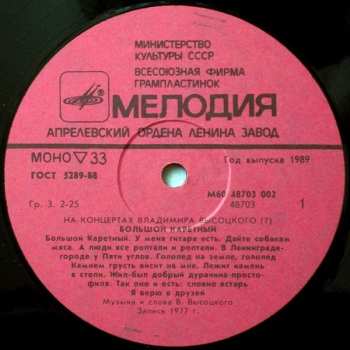 МИНИСТЕРСТВО
КУЛЬТУРЫ СССР
ВСЕСОЮЗНАЯ ФИРМА
ГРАМПЛАСТИНОК
МЕЛОДИЯ
АПРЕЛЕВСКИЙ ОРДЕНА ЛЕНИНА ЗАВОД
МОНО ▽ 33
Год выпуска 1989
ГОСТ 5289-88
М60 48703 002
Гр. 3. 2-25
48703
1
НА КОНЦЕРТАХ ВЛАДИМИРА ВЫСОЦКОГО (7)
БОЛЬШОЙ КАРЕТНЫЙ
Большой Каретный. У меня гитара есть. Дайте собакам
мяса. А люди все роптали и роптали. В Ленинграде-
городе у Пяти углов. Гололед на земле, гололед
Камнем грусть висит на мне. Лежит камень
в степи. Жил-был добрый дурачина-просто-
филя. Так оно и есть: словно встарь
Я верю в друзей
Музыка и слова В. Высоцкого
Запись 1977 г.